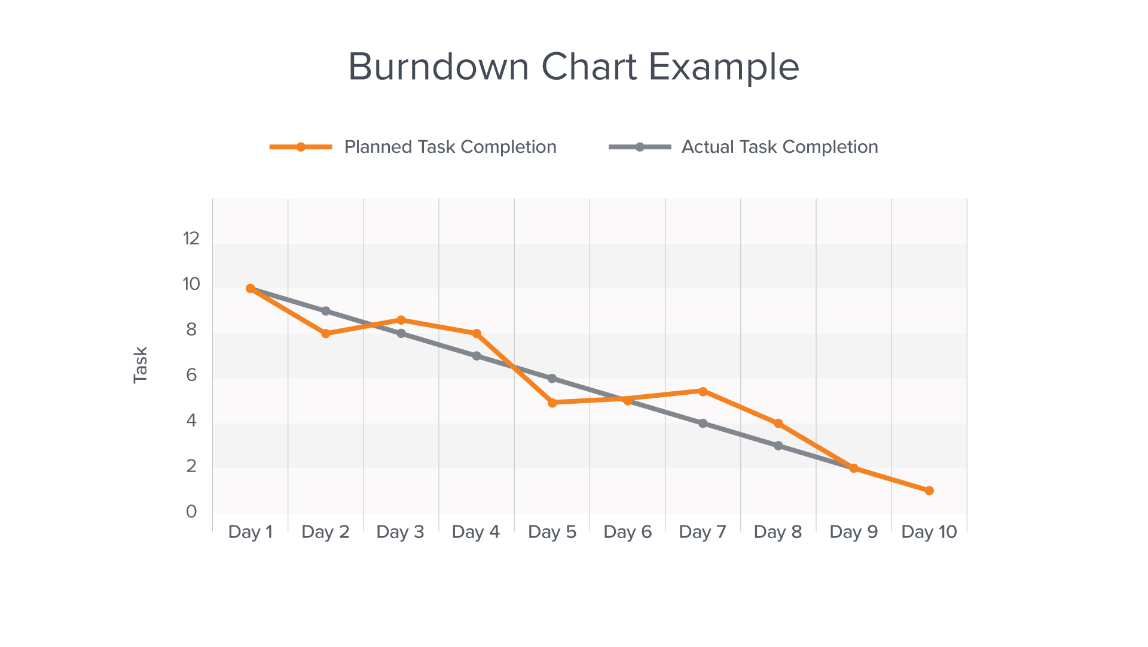 Burndown Chart Example
Planned Task Completion
Actual Task Completion
Task
12
10
8
6
4
2
0
Day 1 Day 2 Day 3 Day 4 Day 5 Day 6 Day 7 Day 8 Day 9 Day 10